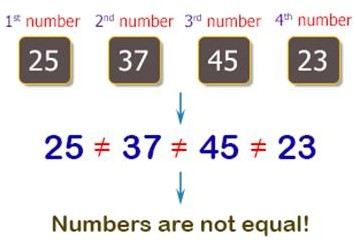 1st number 2nd number 3rd number 4th number
25 37 45 23
25 ≠ 37 ≠ 45 ≠ 23
Numbers are not equal!